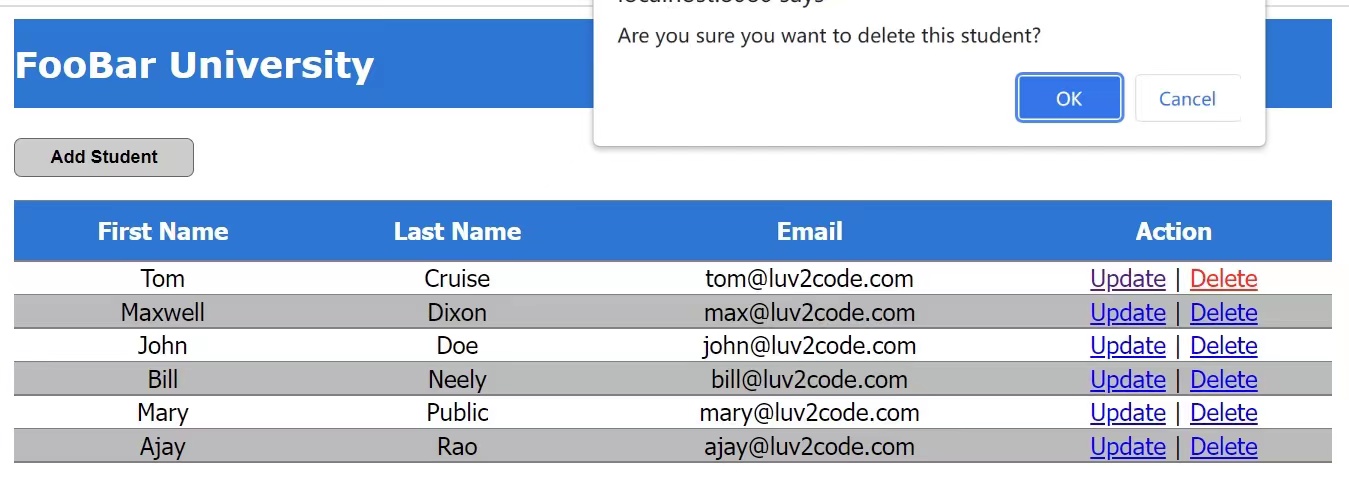 Are you sure you want to delete this student?
OK Cancel
FooBar University
Add Student
First Name Last Name Email Action
Tom Cruise tom@luv2code.com Update | Delete
Maxwell Dixon max@luv2code.com Update | Delete
John Doe john@luv2code.com Update | Delete
Bill Neely bill@luv2code.com Update | Delete
Mary Public mary@luv2code.com Update | Delete
Ajay Rao ajay@luv2code.com Update | Delete